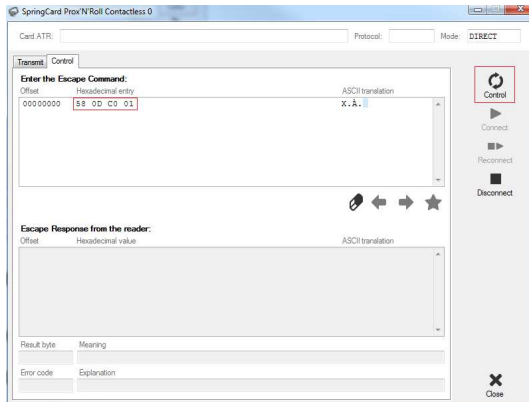 SpringCard Prox'N'Roll Contactless 0
Card ATR: Protocol: Mode: DIRECT
Transmit Control
Enter the Escape Command:
Offset Hexadecimal entry ASCII translation
00000000 58 0D C0 01 X.À.
Control
Connect
Reconnect
Disconnect
Escape Response from the reader:
Offset Hexadecimal value ASCII translation
Result byte Meaning
Error code Explanation
Close